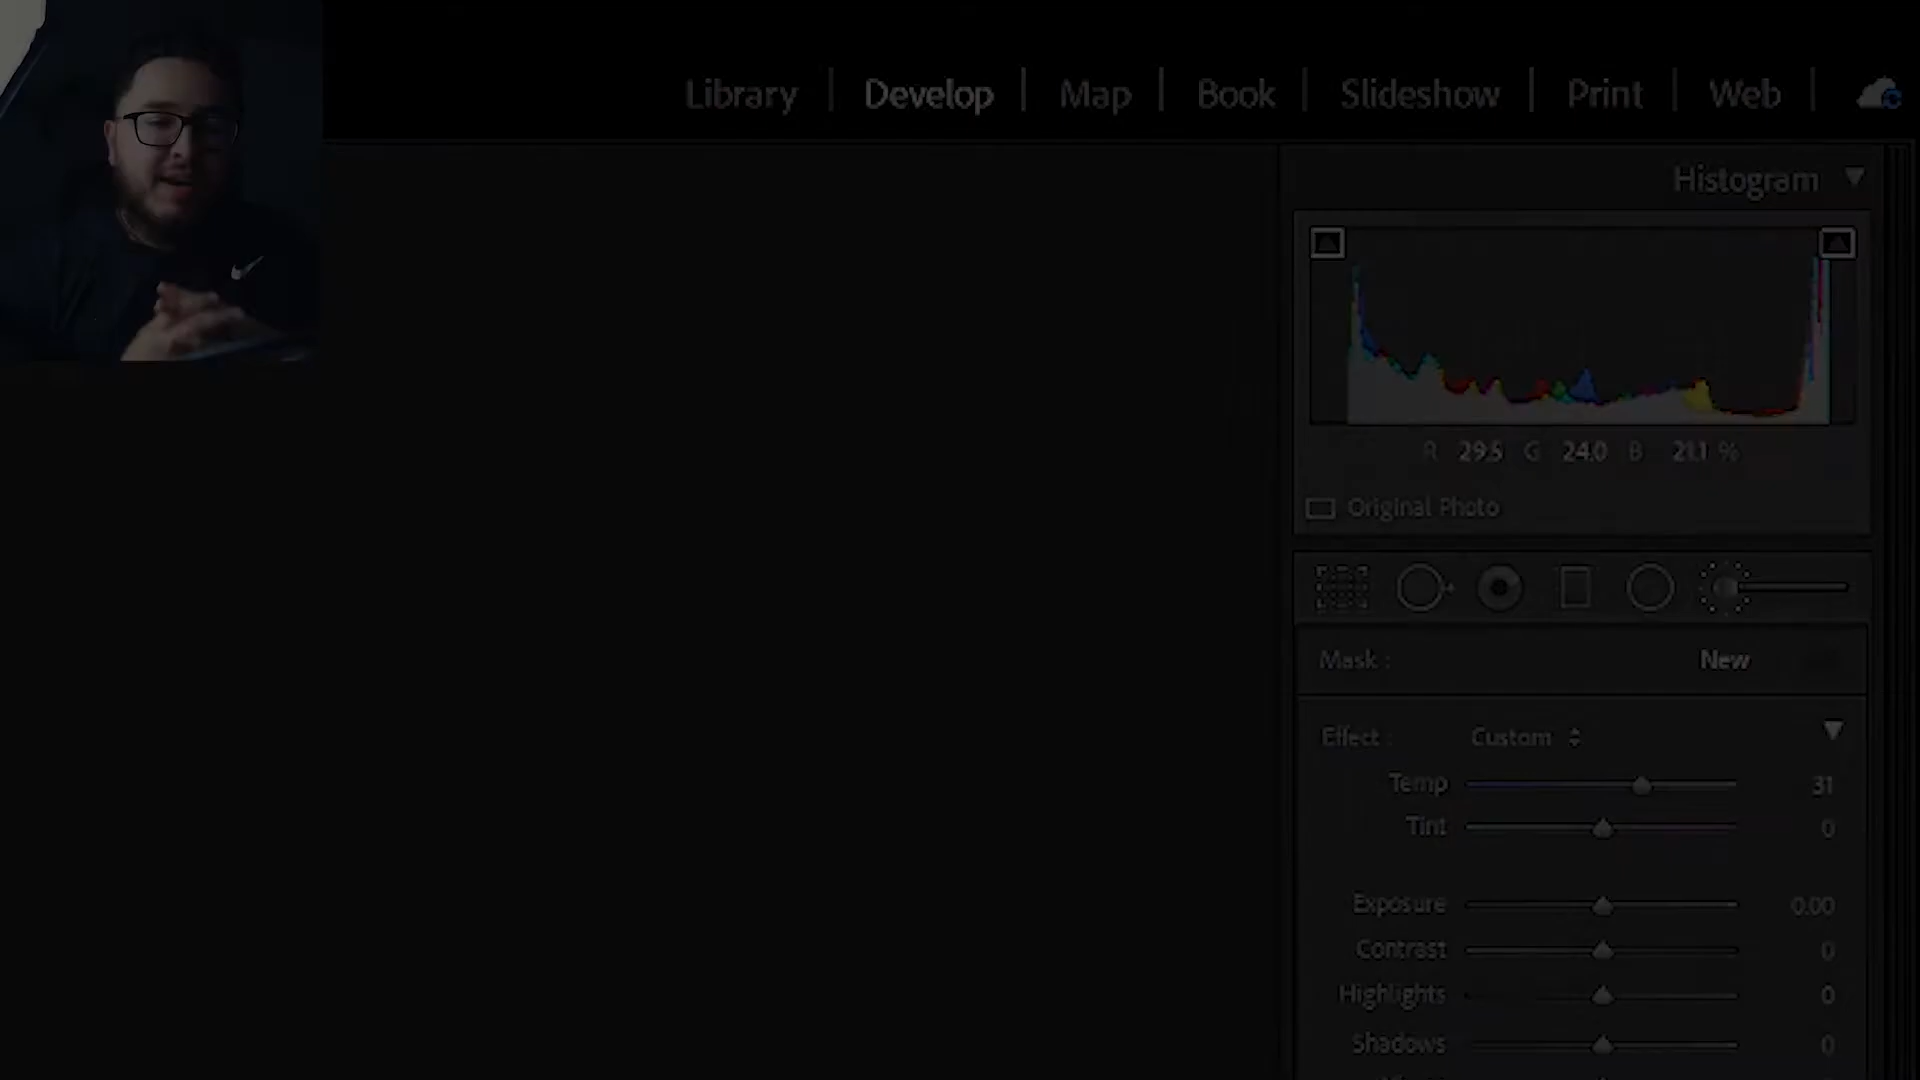 Library | Develop | Map | Book | Slideshow | Print | Web |
Histogram
R 29.5 G 24.0 B 21.1 %
Original Photo
Mask : New
Effect : Custom
Temp 31
Tint 0
Exposure 0.00
Contrast 0
Highlights 0
Shadows 0